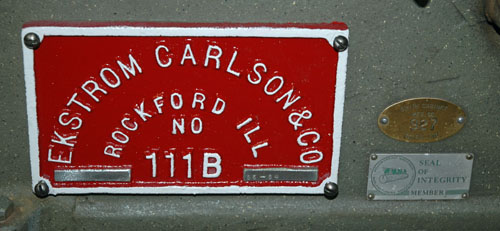 EKSTROM CARLSON & CO
ROCKFORD ILL
NO
111B
SEAL
OF
INTEGRITY
MEMBER